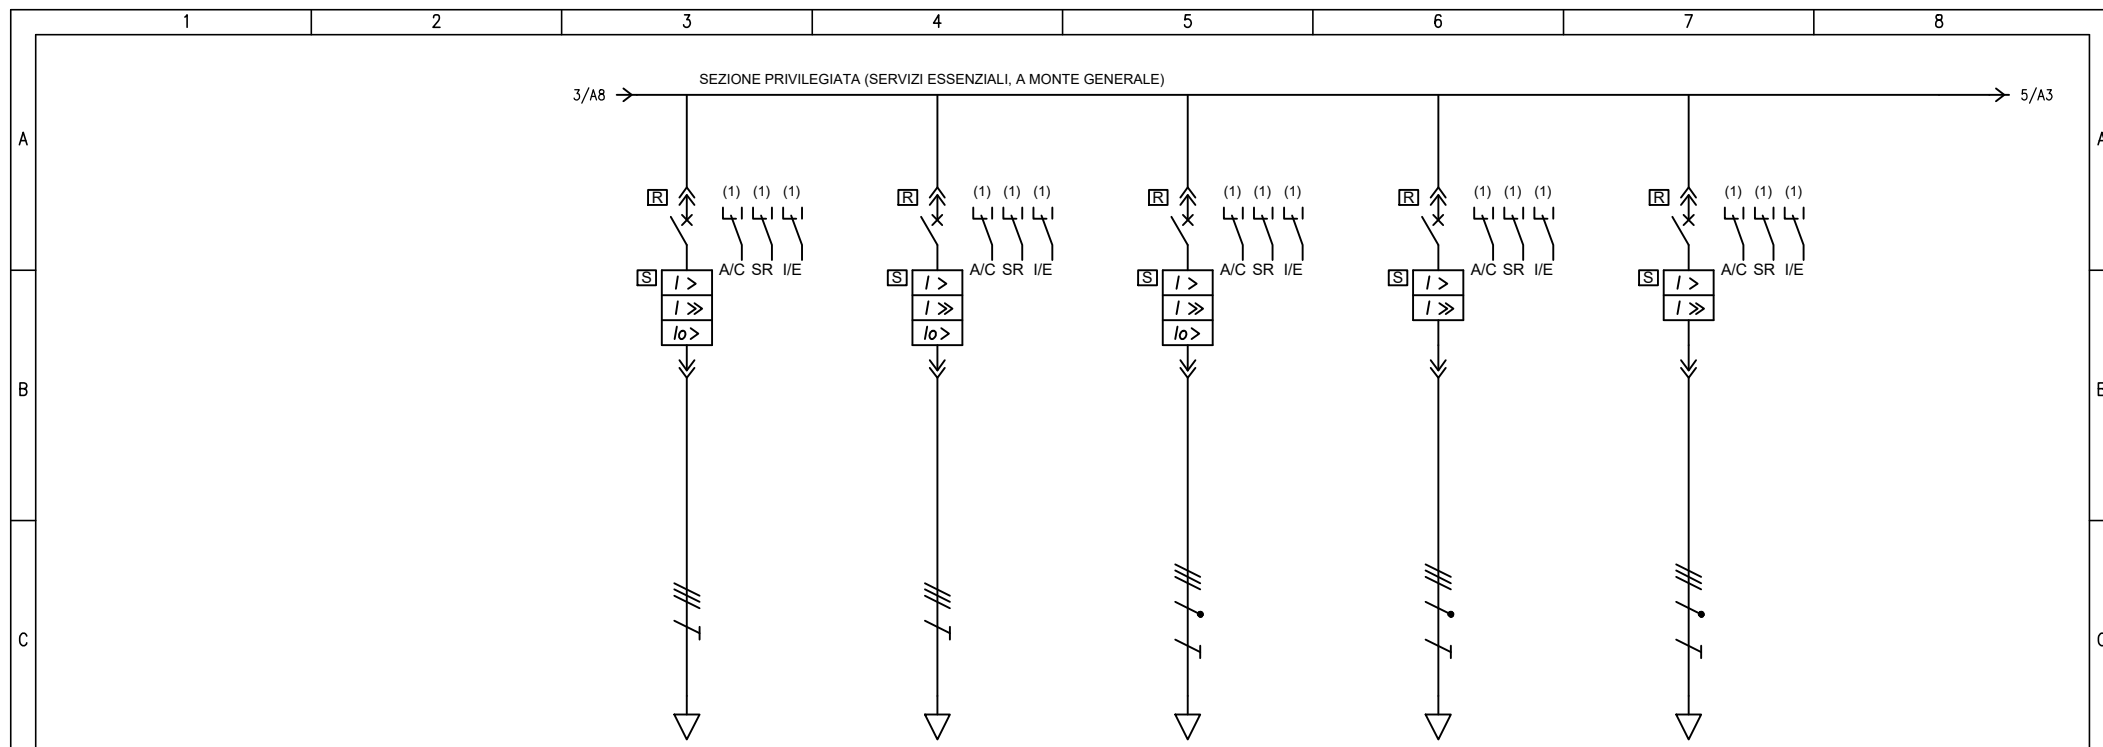 1 2 3 4 5 6 7 8
SEZIONE PRIVILEGIATA (SERVIZI ESSENZIALI, A MONTE GENERALE)
3/A8 5/A3
A A
R (1) (1) (1) R (1) (1) (1) R (1) (1) (1) R (1) (1) (1) R (1) (1) (1)
A/C SR I/E A/C SR I/E A/C SR I/E A/C SR I/E A/C SR I/E
S I > S I > S I > S I > S I >
I >> I >> I >> I >> I >>
Io > Io > Io >
B
C